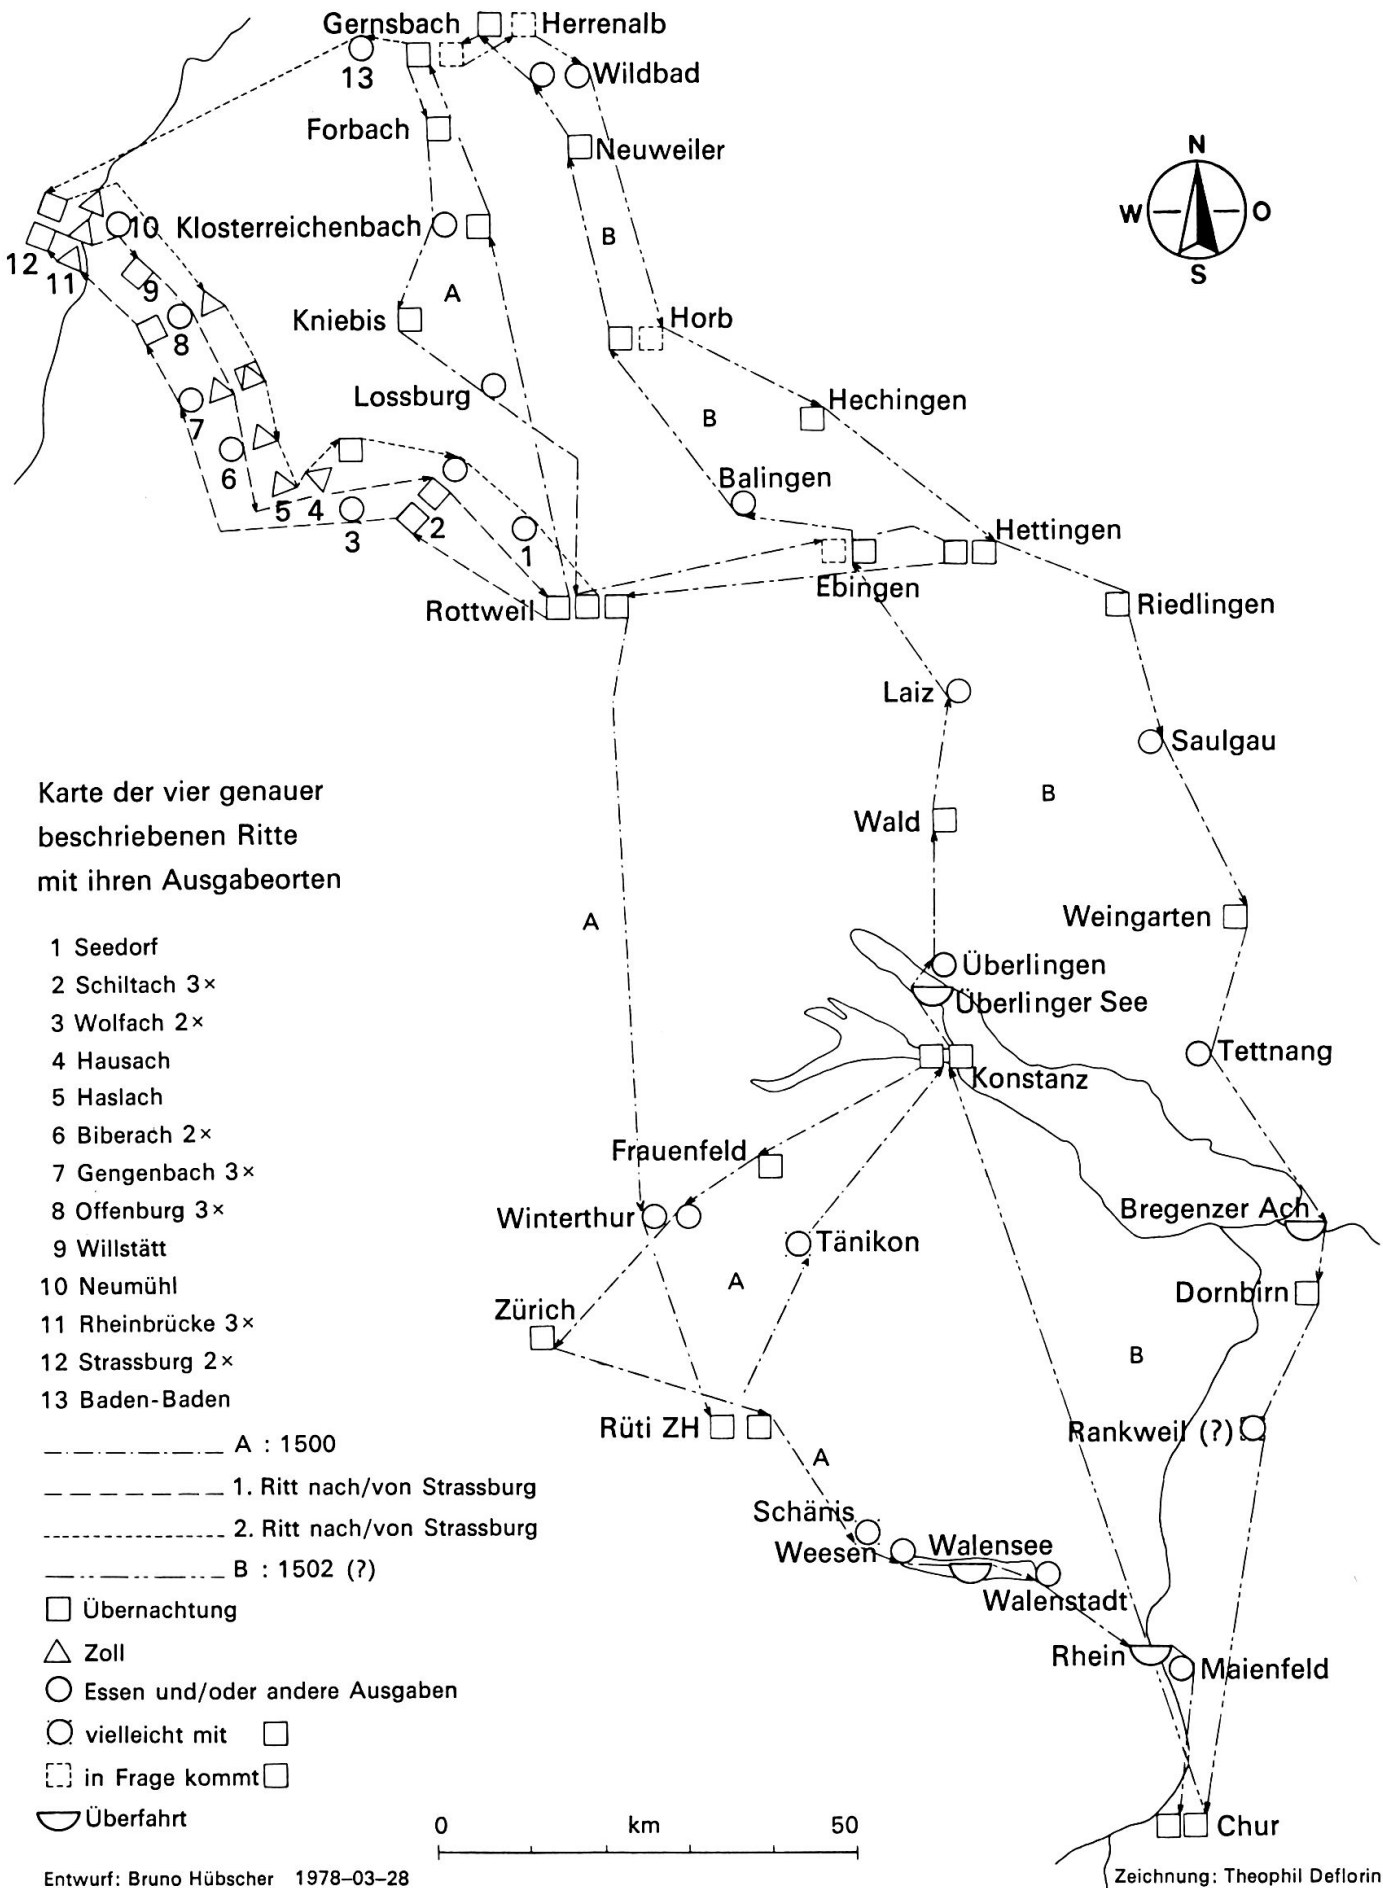 Gernsbach
Herrenalb
13
Wildbad
Forbach
Neuweiler
N
W
O
S
10
Klosterreichenbach
B
12
11
9
A
Kniebis
Horb
8
Lossburg
Hechingen
7
B
6
Balingen
5
4
2
3
1
Hettingen
Ebingen
Rottweil
Riedlingen
Laiz
Saulgau
Karte der vier genauer
beschriebenen Ritte
mit ihren Ausgabeorten
B
Wald
A
Weingarten
Überlingen
Überlinger See
Tettnang
Konstanz
Frauenfeld
Winterthur
Bregenzer Ach
Tänikon
A
Dornbirn
Zürich
B
Rüti ZH
Rankweil (?)
A
Schänis
Weesen
Walensee
Walenstadt
Rhein
Maienfeld
Chur
1 Seedorf
2 Schiltach 3×
3 Wolfach 2×
4 Hausach
5 Haslach
6 Biberach 2×
7 Gengenbach 3×
8 Offenburg 3×
9 Willstätt
10 Neumühl
11 Rheinbrücke 3×
12 Strassburg 2×
13 Baden-Baden
A : 1500
1. Ritt nach/von Strassburg
2. Ritt nach/von Strassburg
B : 1502 (?)
Übernachtung
Zoll
Essen und/oder andere Ausgaben
vielleicht mit
in Frage kommt
Überfahrt
0 km 50
Entwurf: Bruno Hübscher 1978–03–28
Zeichnung: Theophil Deflorin